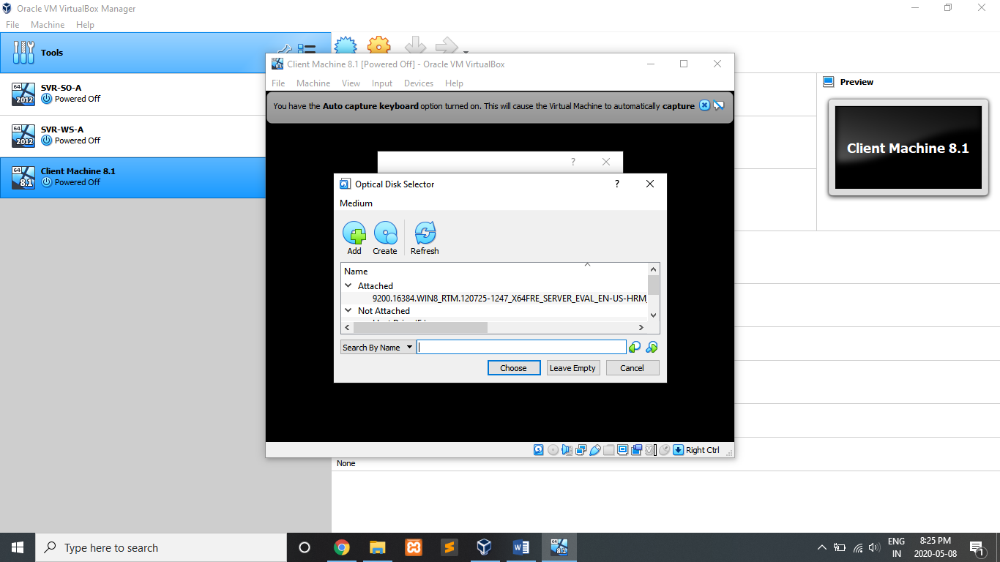 Oracle VM VirtualBox Manager
File Machine Help
Tools
64
2012
SVR-SO-A
Powered Off
64
2012
SVR-WS-A
Powered Off
64
8.1
Client Machine 8.1
Powered Off
Client Machine 8.1 [Powered Off] - Oracle VM VirtualBox
File Machine View Input Devices Help
You have the Auto capture keyboard option turned on. This will cause the Virtual Machine to automatically capture
?
Optical Disk Selector
?
Medium
Add Create Refresh
Name
Attached
9200.16384.WIN8_RTM.120725-1247_X64FRE_SERVER_EVAL_EN-US-HRM_
Not Attached
Search By Name
Choose Leave Empty Cancel
Right Ctrl
Preview
Client Machine 8.1
None
Type here to search
ENG
IN
8:25 PM
2020-05-08
1